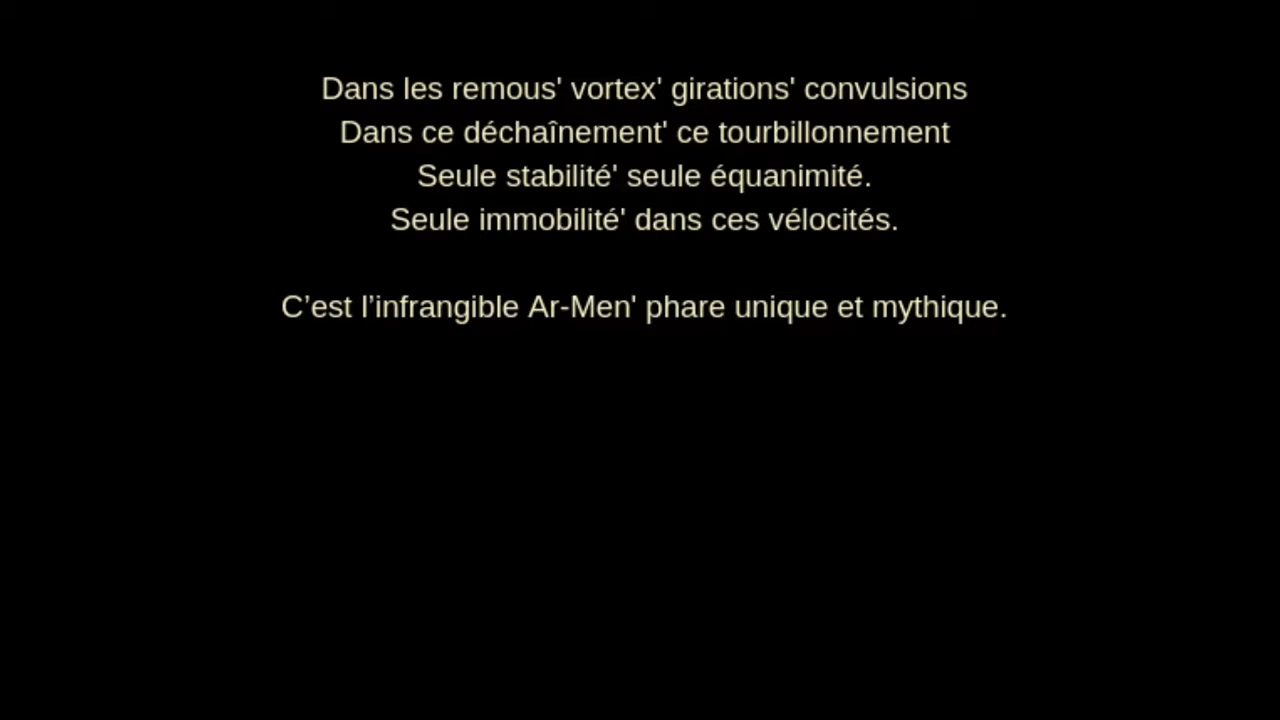 Dans les remous' vortex' girations' convulsions
Dans ce déchaînement' ce tourbillonnement
Seule stabilité' seule équanimité.
Seule immobilité' dans ces vélocités.
C’est l’infrangible Ar-Men' phare unique et mythique.